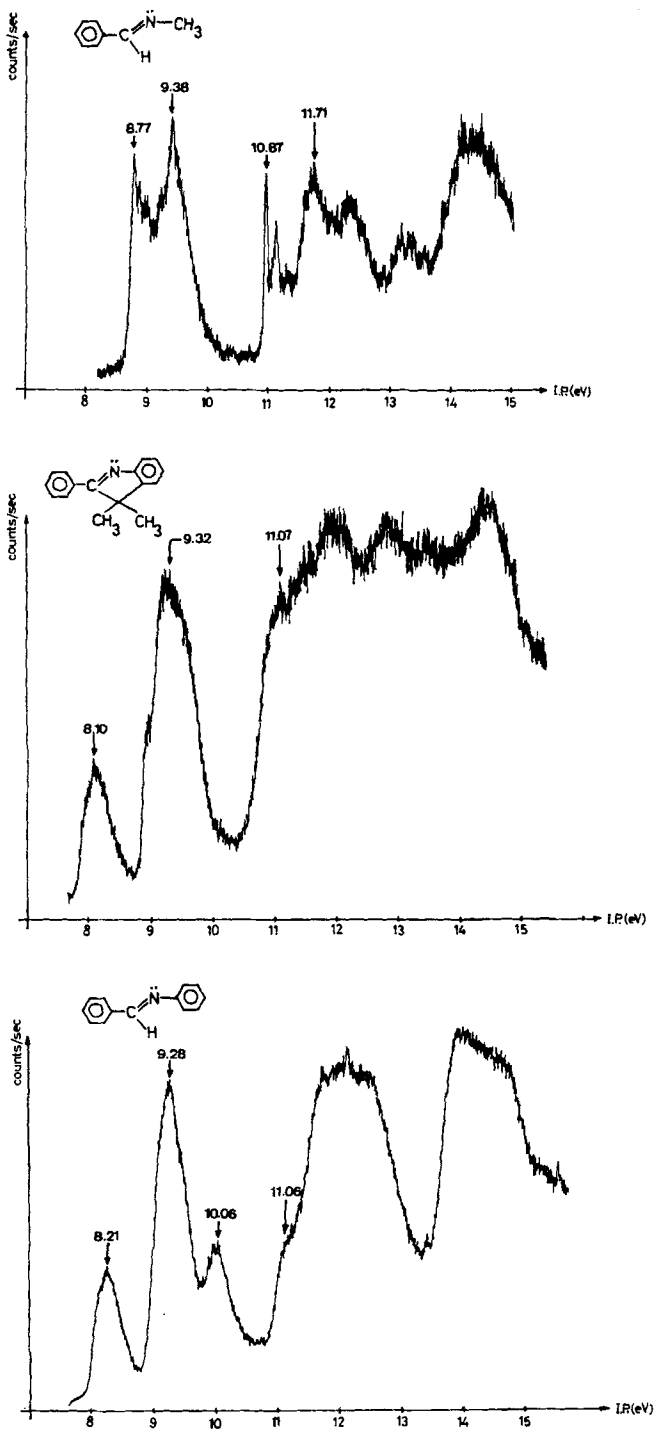 counts/sec
N̈
CH3
C
H
8.77
9.38
10.87
11.71
8 9 10 11 12 13 14 15
I.P.(eV)
counts/sec
N̈
C
CH3 CH3
8.10
9.32
11.07
8 9 10 11 12 13 14 15
I.P.(eV)
counts/sec
N̈
C
H
8.21
9.28
10.06
11.06
8 9 10 11 12 13 14 15
I.P.(eV)